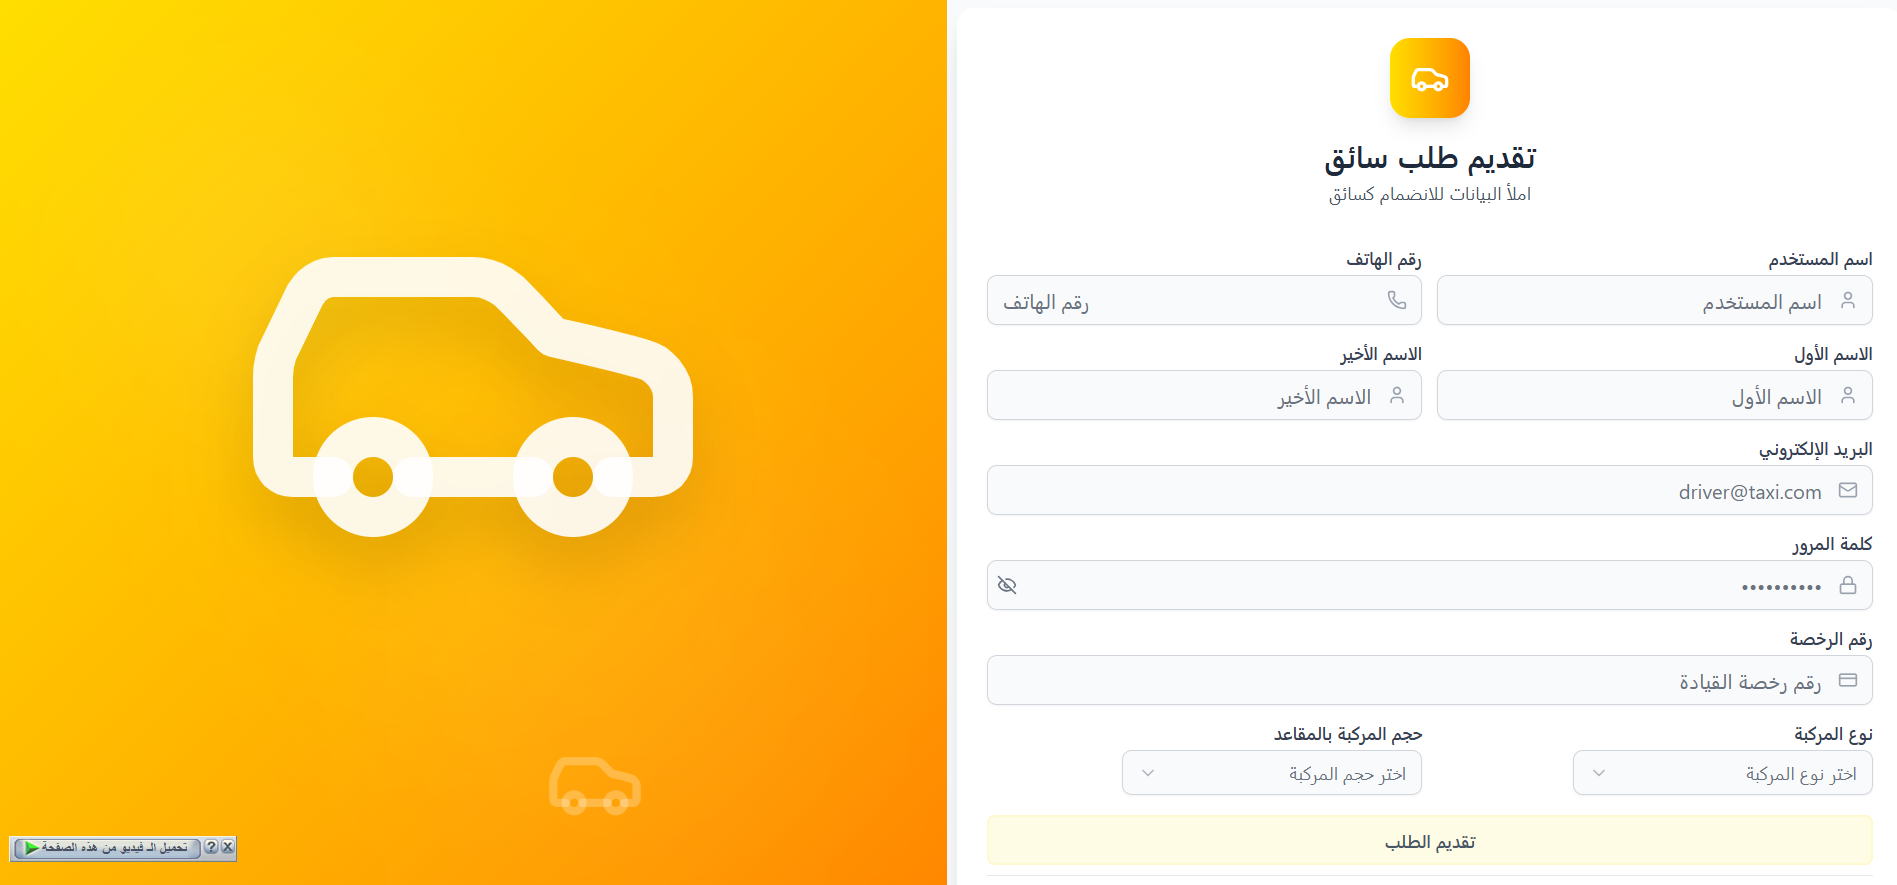 تقديم طلب سائق
املأ البيانات للانضمام كسائق
اسم المستخدم
اسم المستخدم
رقم الهاتف
رقم الهاتف
الاسم الأول
الاسم الأول
الاسم الأخير
الاسم الأخير
البريد الإلكتروني
driver@taxi.com
كلمة المرور
••••••••••
رقم الرخصة
رقم رخصة القيادة
نوع المركبة
اختر نوع المركبة
حجم المركبة بالمقاعد
اختر حجم المركبة
تقديم الطلب
تحميل الـ فيديو من هذه الصفحة ? X